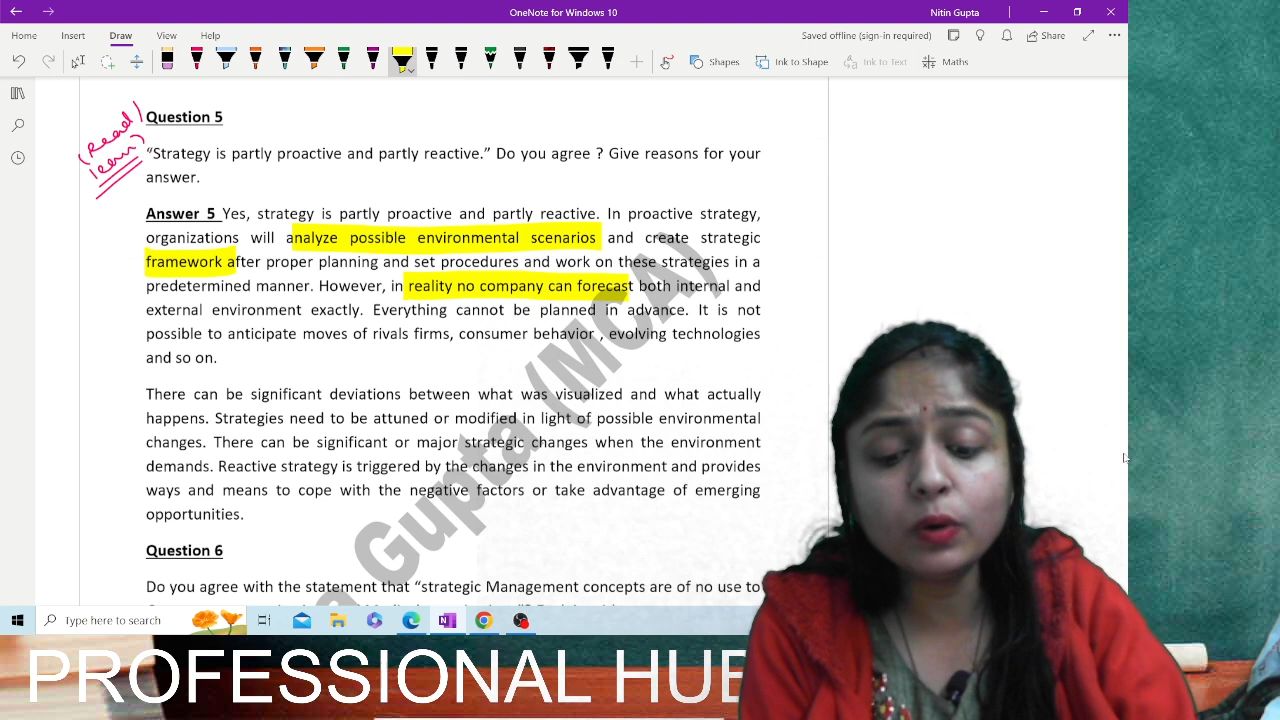 OneNote for Windows 10
Nitin Gupta
Home Insert Draw View Help
Saved offline (sign-in required)
Share
Shapes
Ink to Shape
Ink to Text
Maths
(Read)
learn)
Question 5
“Strategy is partly proactive and partly reactive.” Do you agree ? Give reasons for your
answer.
Answer 5 Yes, strategy is partly proactive and partly reactive. In proactive strategy,
organizations will analyze possible environmental scenarios and create strategic
framework after proper planning and set procedures and work on these strategies in a
predetermined manner. However, in reality no company can forecast both internal and
external environment exactly. Everything cannot be planned in advance. It is not
possible to anticipate moves of rivals firms, consumer behavior , evolving technologies
and so on.
There can be significant deviations between what was visualized and what actually
happens. Strategies need to be attuned or modified in light of possible environmental
changes. There can be significant or major strategic changes when the environment
demands. Reactive strategy is triggered by the changes in the environment and provides
ways and means to cope with the negative factors or take advantage of emerging
opportunities.
Gupta (MCA)
Question 6
Do you agree with the statement that “strategic Management concepts are of no use to
Type here to search
PROFESSIONAL HUB